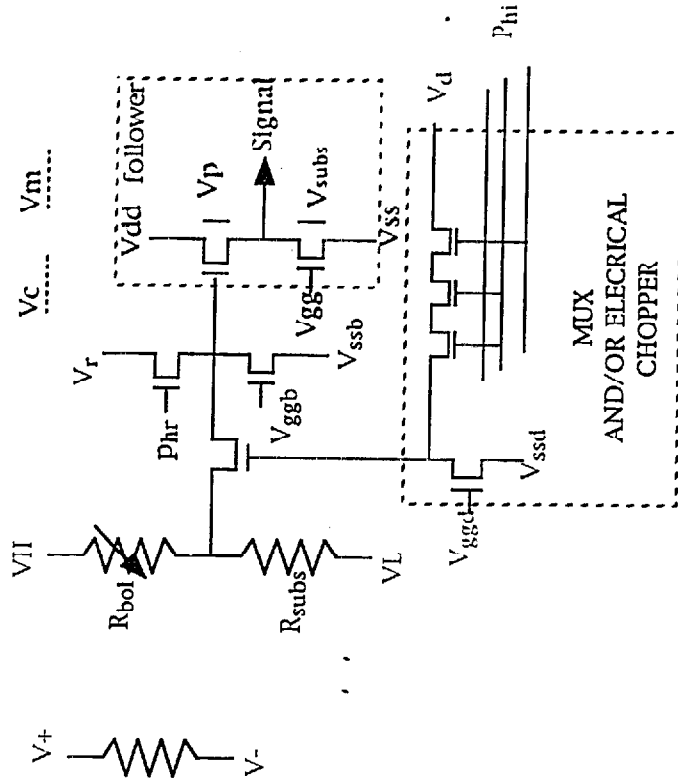 V+
V-
VH
Rbol
Rsubs
VL
Vc
Vm
Vr
Phr
Vggb
Vssb
Vdd follower
Vp
Signal
Vsubs
Vgg
Vss
Vd
Phi
Vggd
Vssd
MUX
AND/OR ELECRICAL
CHOPPER